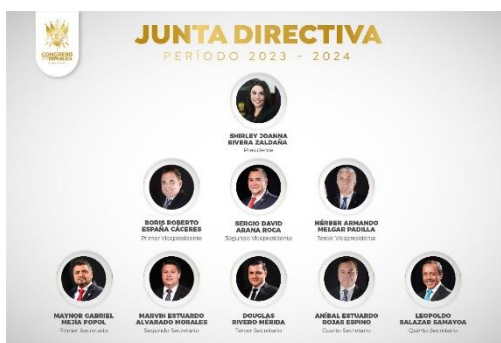 CONGRESO
JUNTA DIRECTIVA
PERÍODO 2023 - 2024
SHIRLEY JOANNA
RIVERA ZALDAÑA
Presidente
BORIS ROBERTO
ESPAÑA CÁCERES
Primer Vicepresidente
SERGIO DAVID
ARANA ROCA
Segundo Vicepresidente
HÉRBER ARMANDO
MELGAR PADILLA
Tercer Vicepresidente
MAYNOR GABRIEL
MEJÍA POPOL
Primer Secretario
MARVIN ESTUARDO
ALVARADO MORALES
Segundo Secretario
DOUGLAS
RIVERO MÉRIDA
Tercer Secretario
ANÍBAL ESTUARDO
ROJAS ESPINO
Cuarto Secretario
LEOPOLDO
SALAZAR SAMAYOA
Quinto Secretario